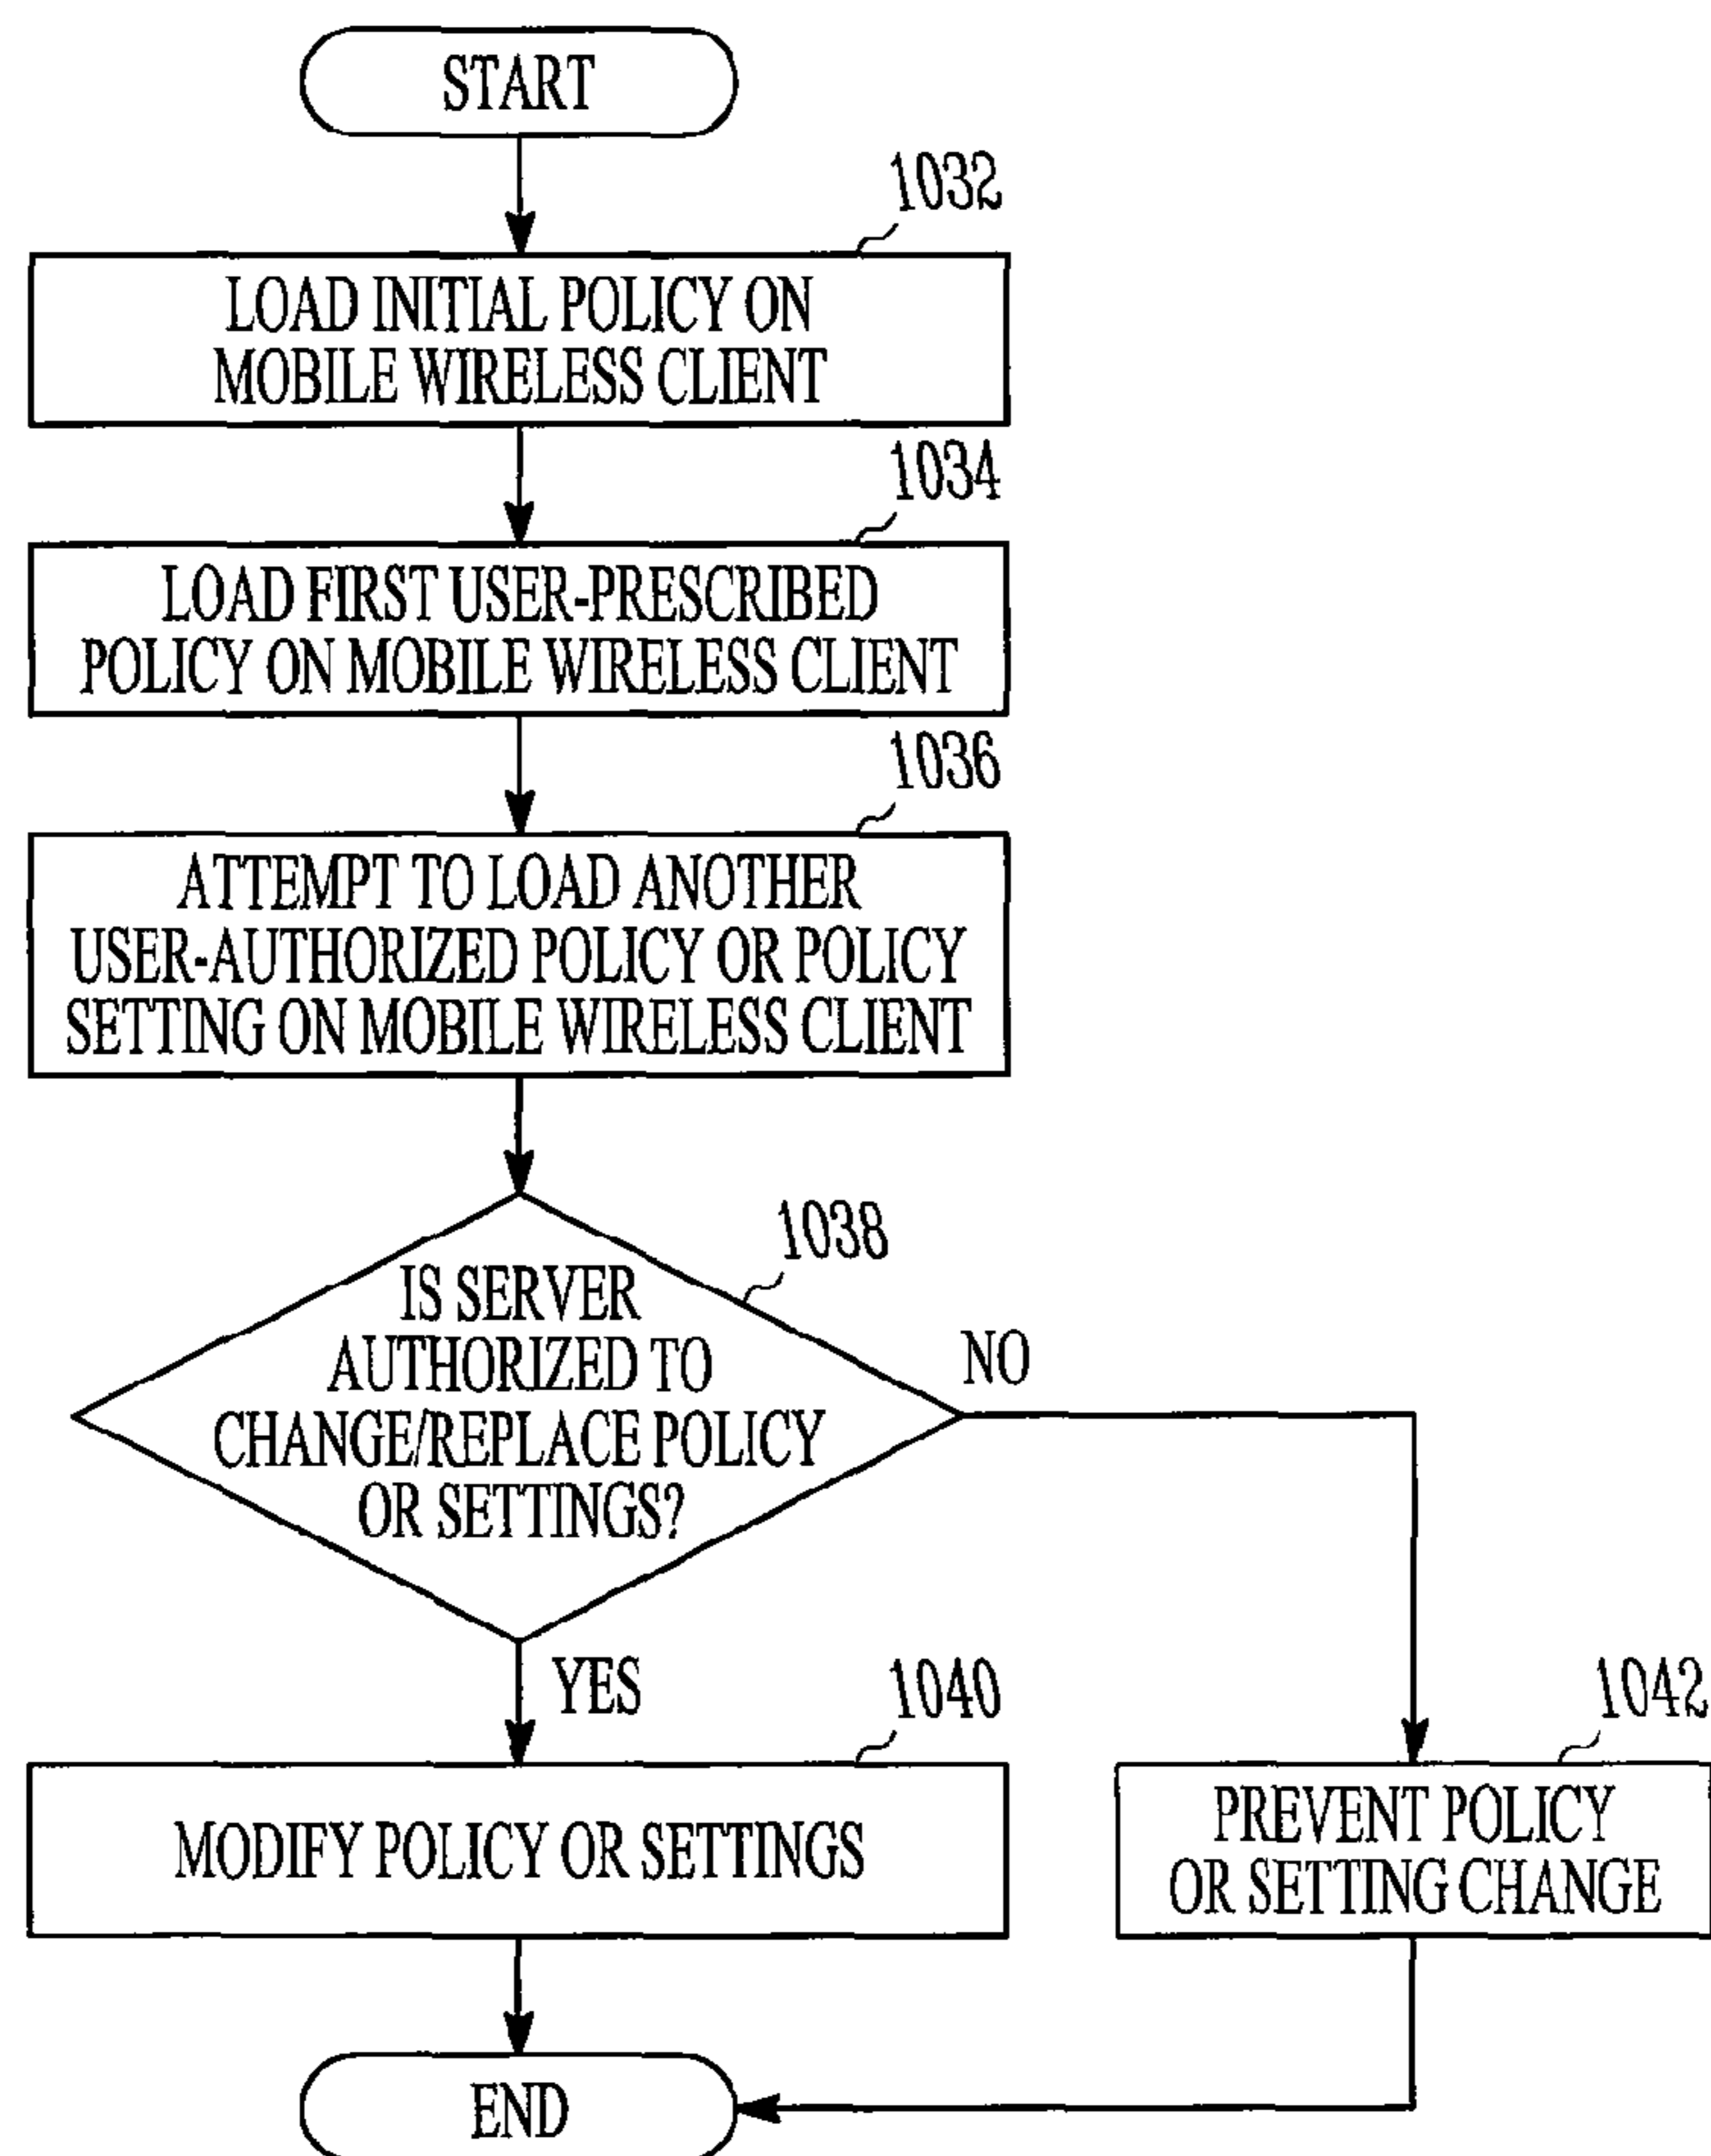 START
1032
LOAD INITIAL POLICY ON
MOBILE WIRELESS CLIENT
1034
LOAD FIRST USER-PRESCRIBED
POLICY ON MOBILE WIRELESS CLIENT
1036
ATTEMPT TO LOAD ANOTHER
USER-AUTHORIZED POLICY OR POLICY
SETTING ON MOBILE WIRELESS CLIENT
1038
IS SERVER
AUTHORIZED TO
CHANGE/REPLACE POLICY
OR SETTINGS?
NO
YES
1040
MODIFY POLICY OR SETTINGS
1042
PREVENT POLICY
OR SETTING CHANGE
END